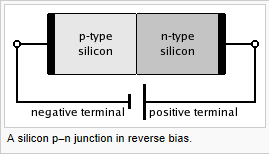 p-type
silicon
n-type
silicon
negative terminal
positive terminal
A silicon p–n junction in reverse bias.